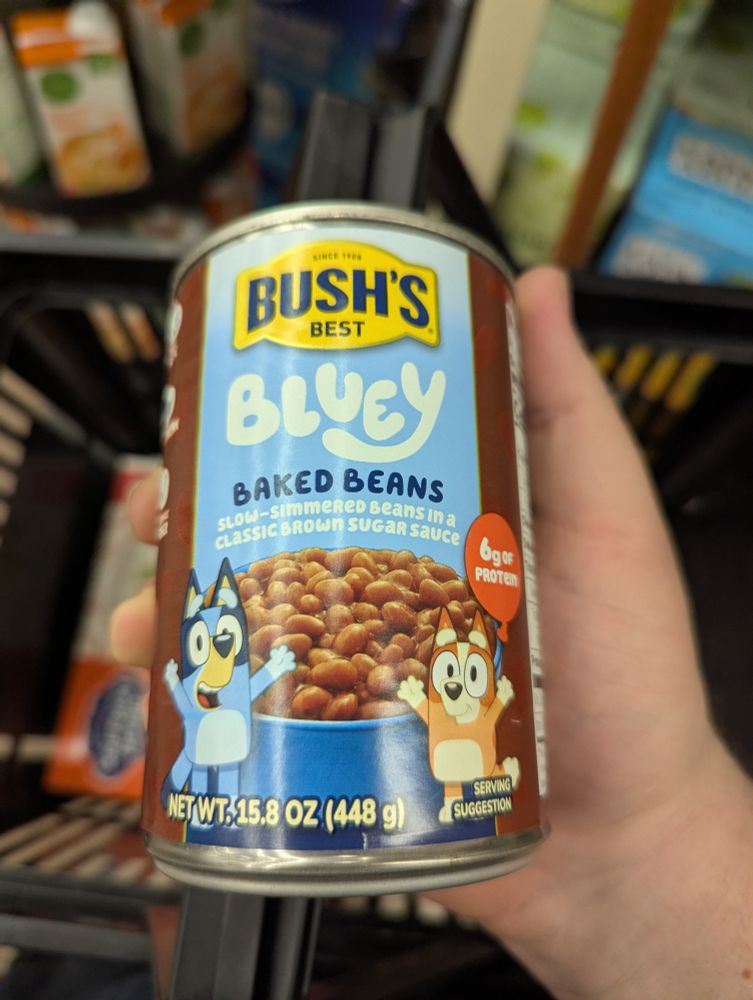 SINCE 1908
BUSH'S
BEST
BLUEY
BAKED BEANS
SLOW-SIMMERED BEANS IN A
CLASSIC BROWN SUGAR SAUCE
6g OF
PROTEIN
SERVING
SUGGESTION
NET WT. 15.8 OZ (448 g)